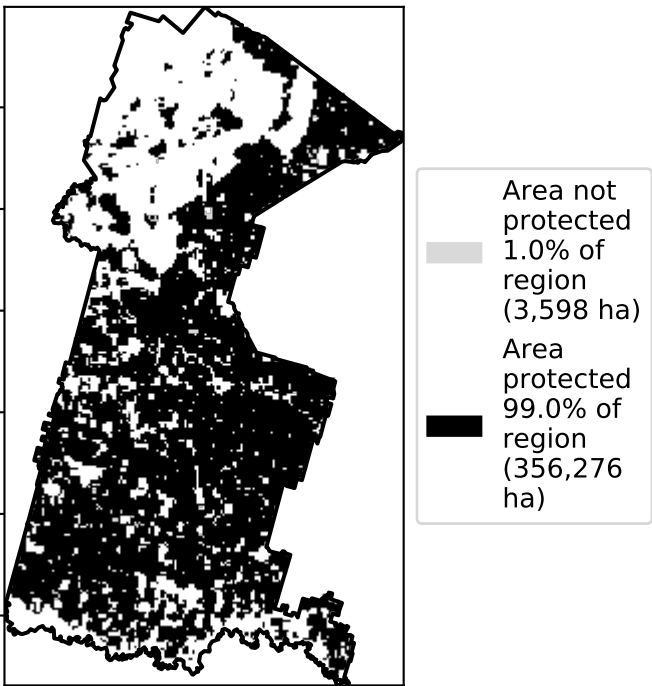 Area not
protected
1.0% of
region
(3,598 ha)
Area
protected
99.0% of
region
(356,276
ha)